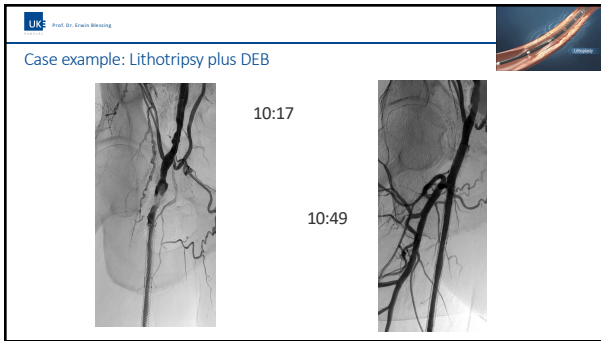 UKE
Prof. Dr. Erwin Blessing
Lithoplasty
Case example: Lithotripsy plus DEB
10:17
10:49